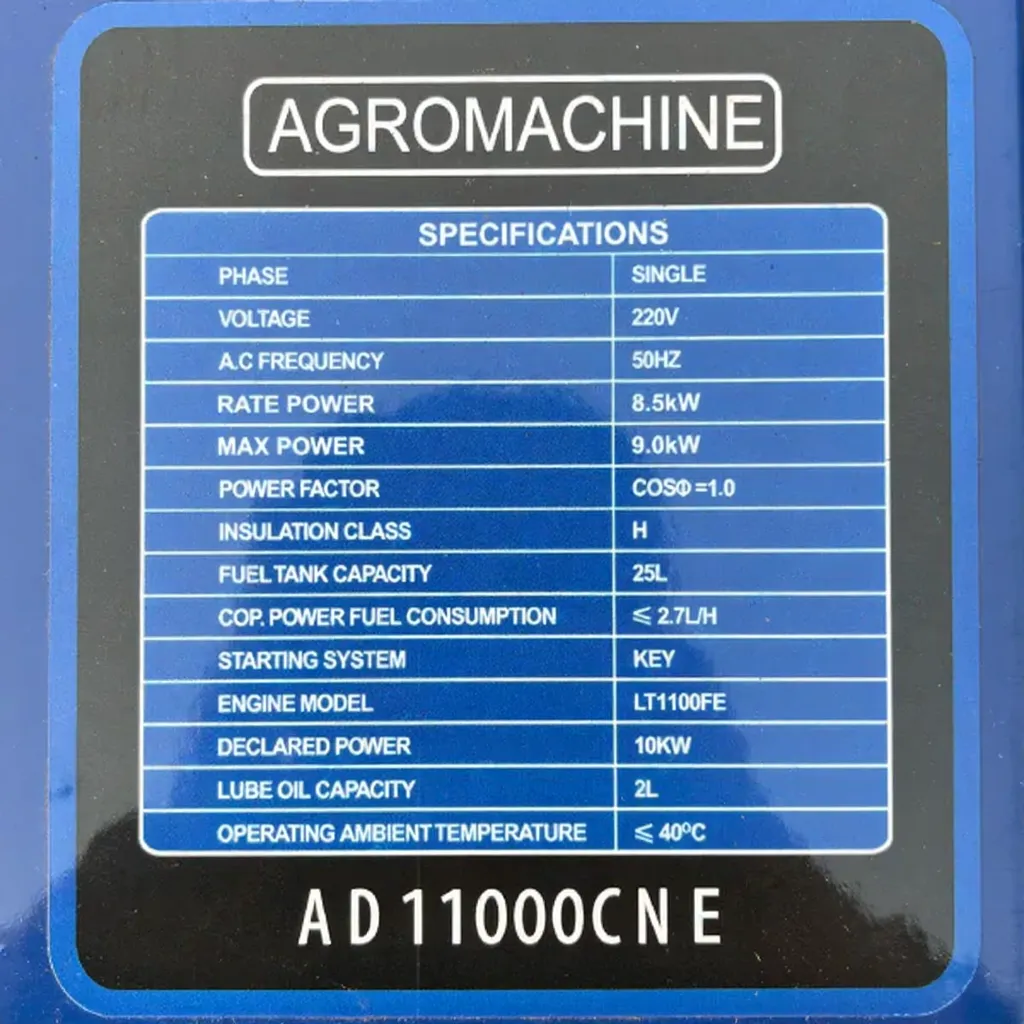 AGROMACHINE
SPECIFICATIONS
PHASE SINGLE
VOLTAGE 220V
A.C FREQUENCY 50HZ
RATE POWER 8.5kW
MAX POWER 9.0kW
POWER FACTOR COSΦ=1.0
INSULATION CLASS H
FUEL TANK CAPACITY 25L
COP. POWER FUEL CONSUMPTION ⩽ 2.7L/H
STARTING SYSTEM KEY
ENGINE MODEL LT1100FE
DECLARED POWER 10KW
LUBE OIL CAPACITY 2L
OPERATING AMBIENT TEMPERATURE ⩽ 40ºC
AD11000CNE